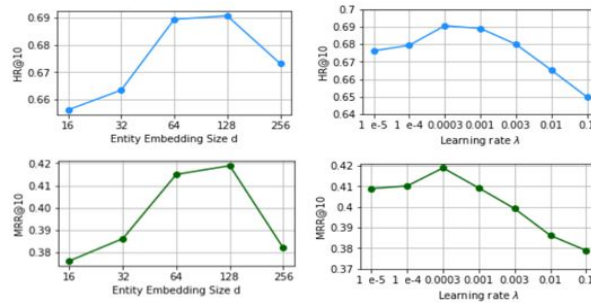 HR@10
0.69
0.68
0.67
0.66
16 32 64 128 256
Entity Embedding Size d
HR@10
0.7
0.69
0.68
0.67
0.66
0.65
0.64
1 e-5 1 e-4 0.0003 0.001 0.003 0.01 0.1
Learning rate λ
MRR@10
0.42
0.41
0.40
0.39
0.38
16 32 64 128 256
Entity Embedding Size d
MRR@10
0.42
0.41
0.40
0.39
0.38
0.37
1 e-5 1 e-4 0.0003 0.001 0.003 0.01 0.1
Learning rate λ